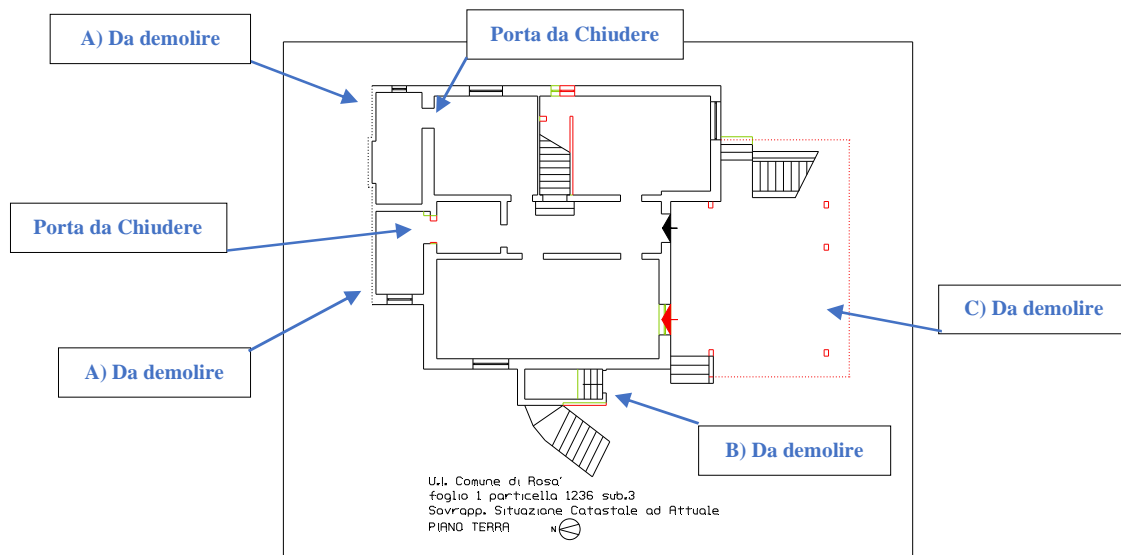 A) Da demolire
Porta da Chiudere
Porta da Chiudere
C) Da demolire
A) Da demolire
B) Da demolire
U.I. Comune di Rosa'
foglio 1 particella 1236 sub.3
Sovrapp. Situazione Catastale ad Attuale
PIANO TERRA N